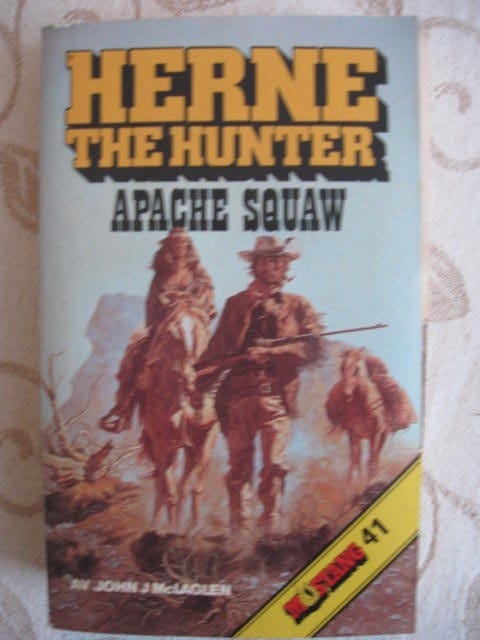 HERNE
THE HUNTER
APACHE SQUAW
AV JOHN J McLAGLEN
MUSTANG 41